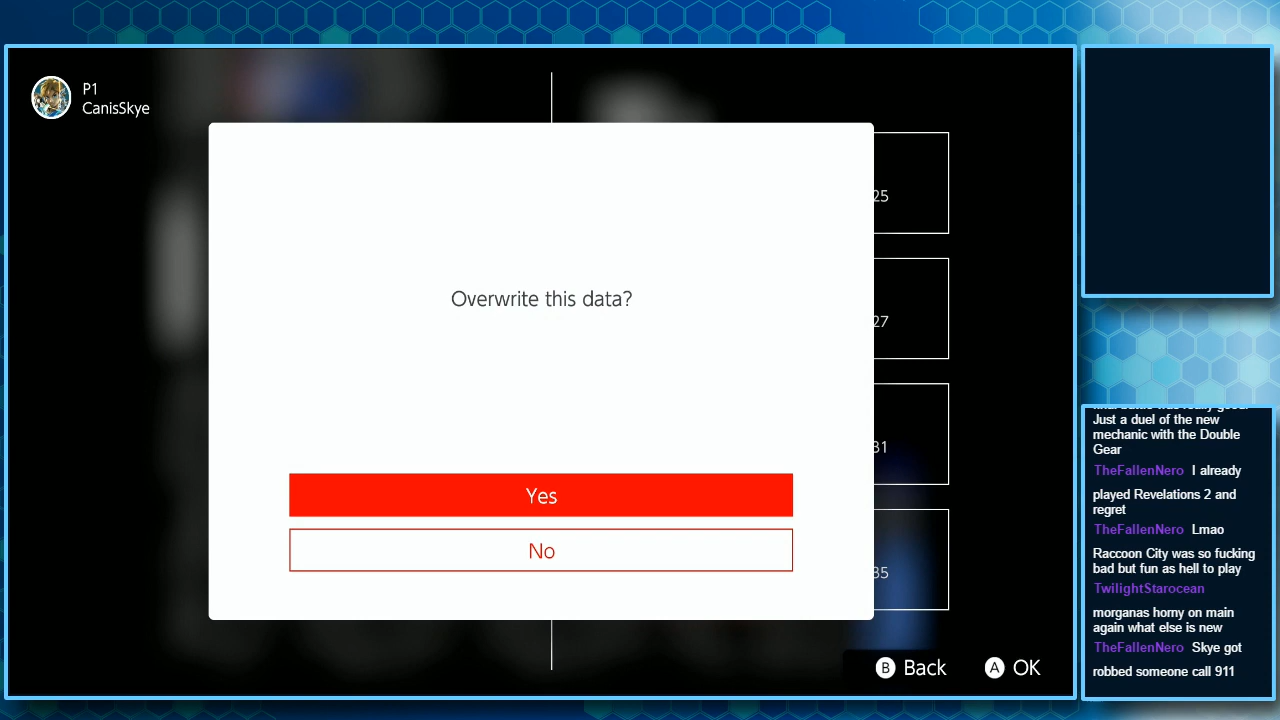 P1
CanisSkye
25
27
31
35
Overwrite this data?
Yes
No
B Back A OK
Just a duel of the new
mechanic with the Double
Gear
TheFallenNero I already
played Revelations 2 and
regret
TheFallenNero Lmao
Raccoon City was so fucking
bad but fun as hell to play
TwilightStarocean
morganas horny on main
again what else is new
TheFallenNero Skye got
robbed someone call 911